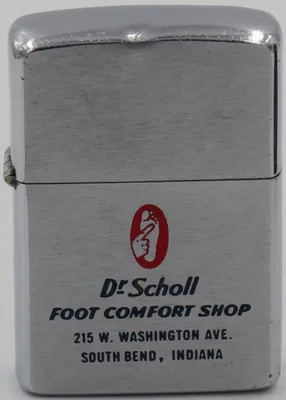 Dr Scholl
FOOT COMFORT SHOP
215 W. WASHINGTON AVE.
SOUTH BEND, INDIANA